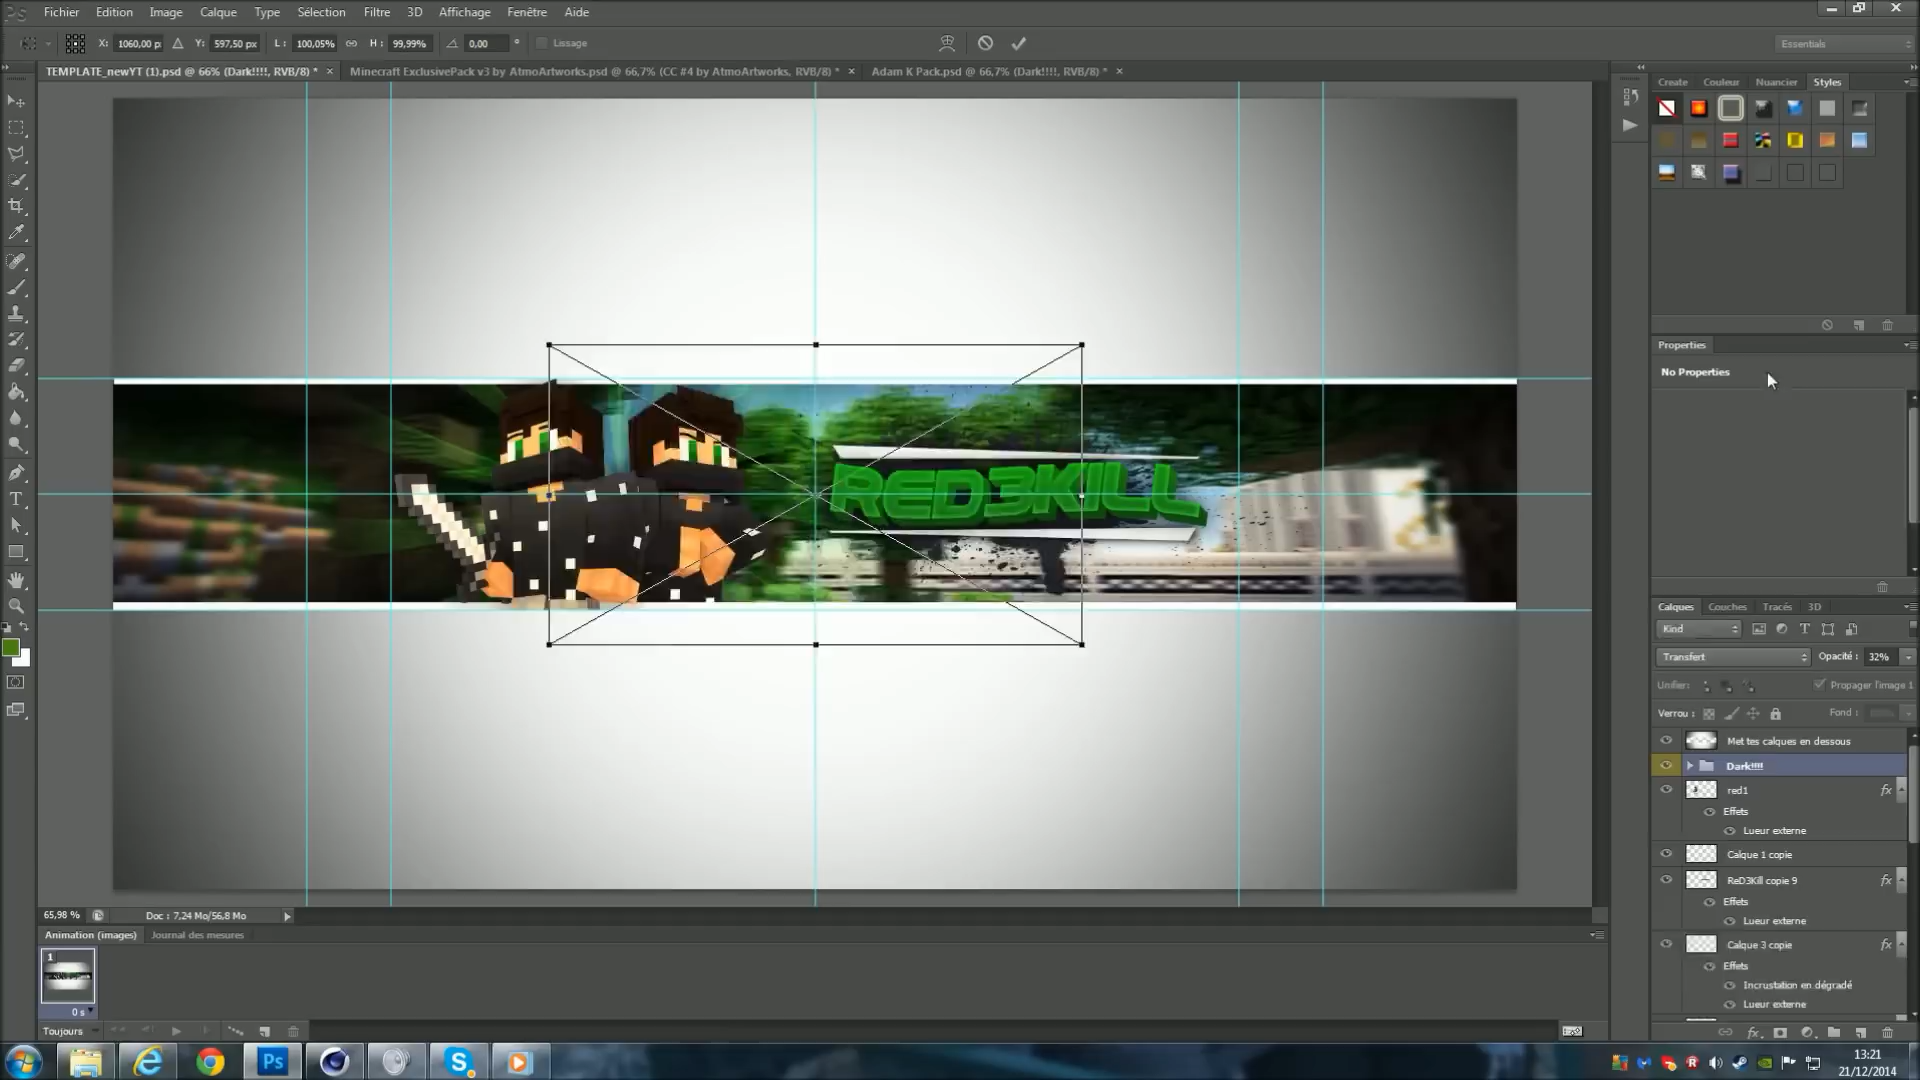 Fichier Edition Image Calque Type Sélection Filtre 3D Affichage Fenêtre Aide
X: 1060,00 p Y: 597,50 px L: 100,05% H: 99,99% 0,00 ° Lissage
Essentials
TEMPLATE_newYT (1).psd @ 66% (Dark!!!!, RVB/8) * × Minecraft ExclusivePack v3 by AtmoArtworks.psd @ 66,7% (CC #4 by AtmoArtworks, RVB/8) * × Adam K Pack.psd @ 66,7% (Dark!!!!, RVB/8) * ×
Create Couleur Nuancier Styles
Properties
No Properties
RED3KILL
Calques Couches Tracés 3D
Kind
Transfert Opacité : 32%
Unifier: Propager l'image 1
Verrou : Fond :
Met tes calques en dessous
Dark!!!!
red1 fx
Effets
Lueur externe
Calque 1 copie
ReD3Kill copie 9 fx
Effets
Lueur externe
Calque 3 copie fx
Effets
Incrustation en dégradé
Lueur externe
fx
65,98 % Doc : 7,24 Mo/56,8 Mo
Animation (images) Journal des mesures
1
0 s
Toujours
Ps
13:21
21/12/2014